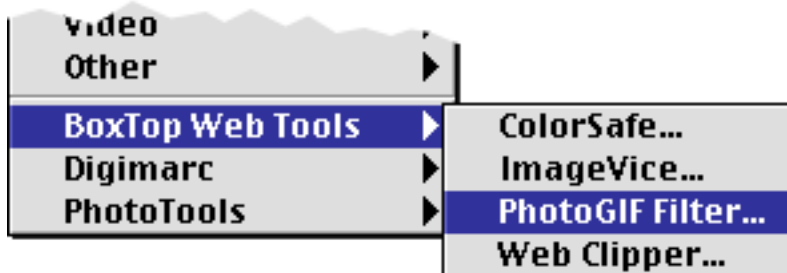 Video
Other
BoxTop Web Tools
Digimarc
PhotoTools
ColorSafe...
ImageVice...
PhotoGIF Filter...
Web Clipper...